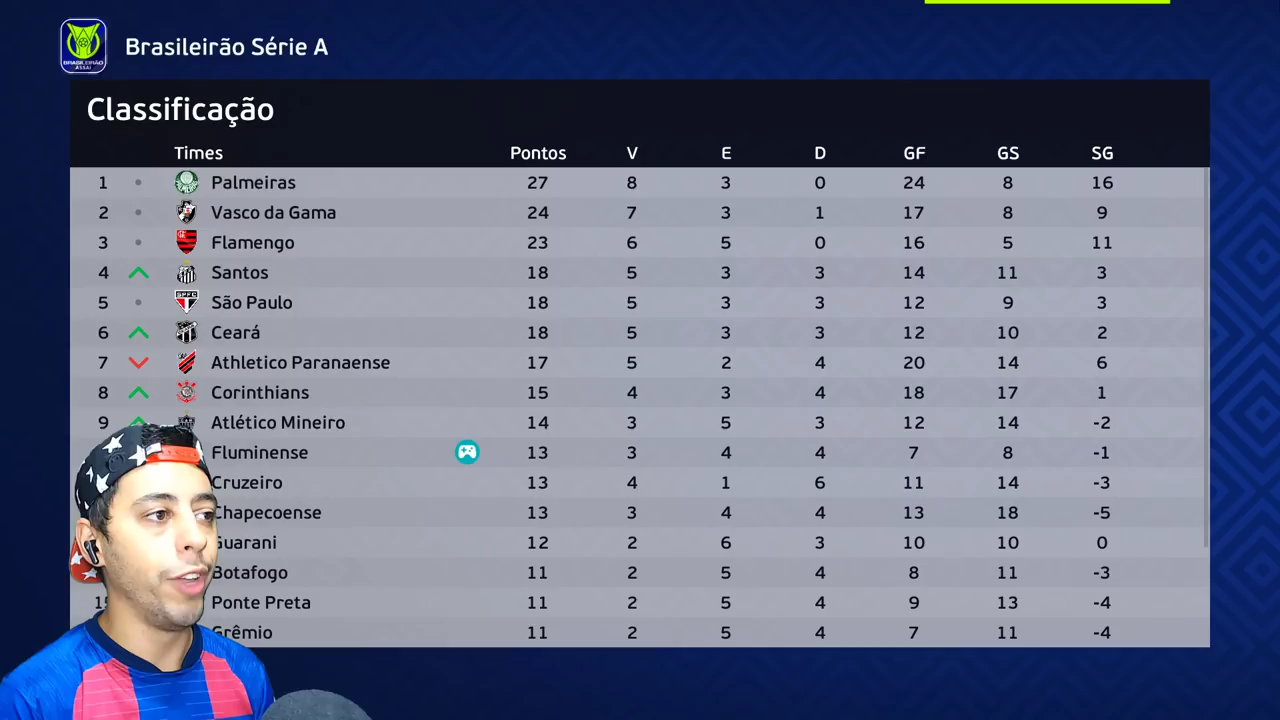 BRASILEIRÃO
ASSAÍ
Brasileirão Série A
Classificação
Times Pontos V E D GF GS SG
1 Palmeiras 27 8 3 0 24 8 16
2 Vasco da Gama 24 7 3 1 17 8 9
3 Flamengo 23 6 5 0 16 5 11
4 Santos 18 5 3 3 14 11 3
5 SPFC São Paulo 18 5 3 3 12 9 3
6 Ceará 18 5 3 3 12 10 2
7 Athletico Paranaense 17 5 2 4 20 14 6
8 Corinthians 15 4 3 4 18 17 1
9 Atlético Mineiro 14 3 5 3 12 14 -2
Fluminense 13 3 4 4 7 8 -1
Cruzeiro 13 4 1 6 11 14 -3
Chapecoense 13 3 4 4 13 18 -5
Guarani 12 2 6 3 10 10 0
Botafogo 11 2 5 4 8 11 -3
15 Ponte Preta 11 2 5 4 9 13 -4
Grêmio 11 2 5 4 7 11 -4